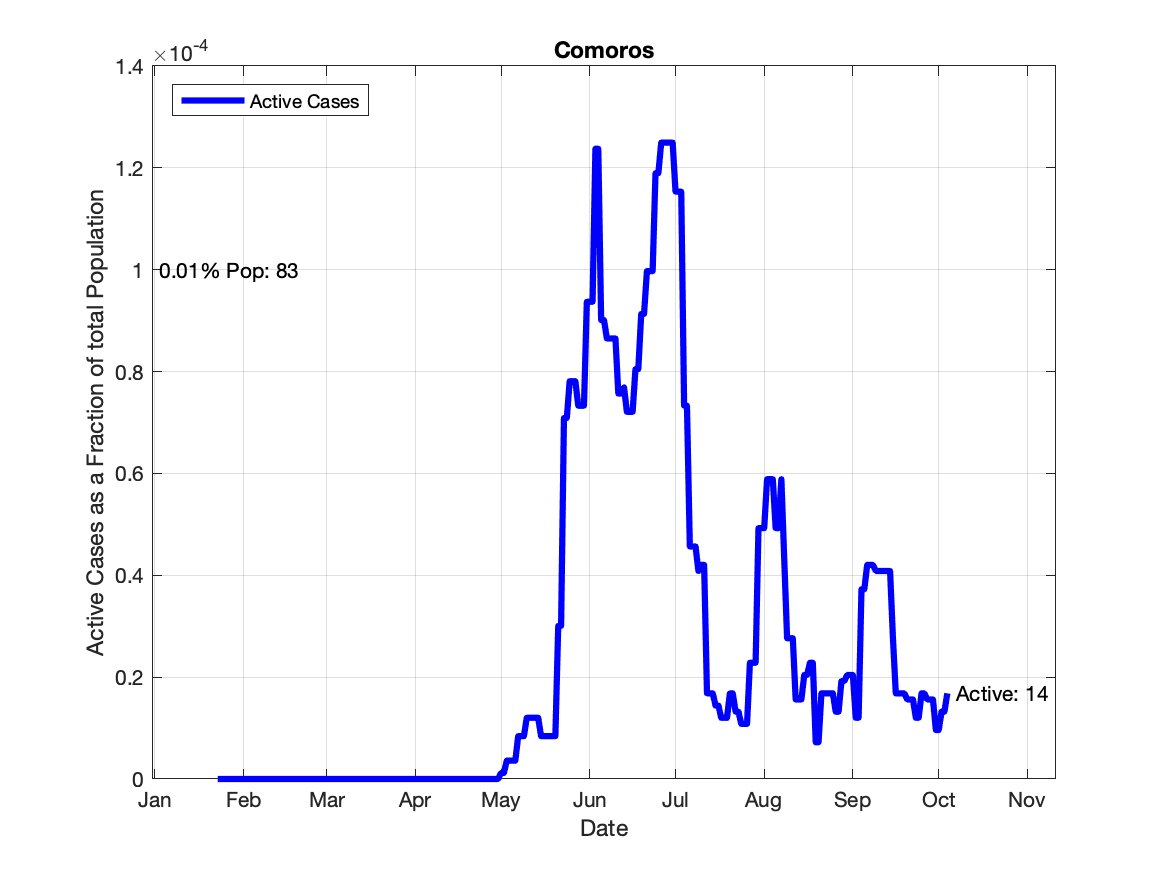 Comoros
×10-4
1.4
1.2
1
0.8
0.6
0.4
0.2
0
Active Cases
0.01% Pop: 83
Active: 14
Active Cases as a Fraction of total Population
Jan Feb Mar Apr May Jun Jul Aug Sep Oct Nov
Date